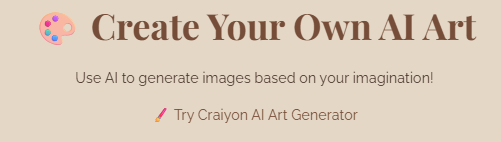 Create Your Own AI Art
Use AI to generate images based on your imagination!
Try Craiyon AI Art Generator